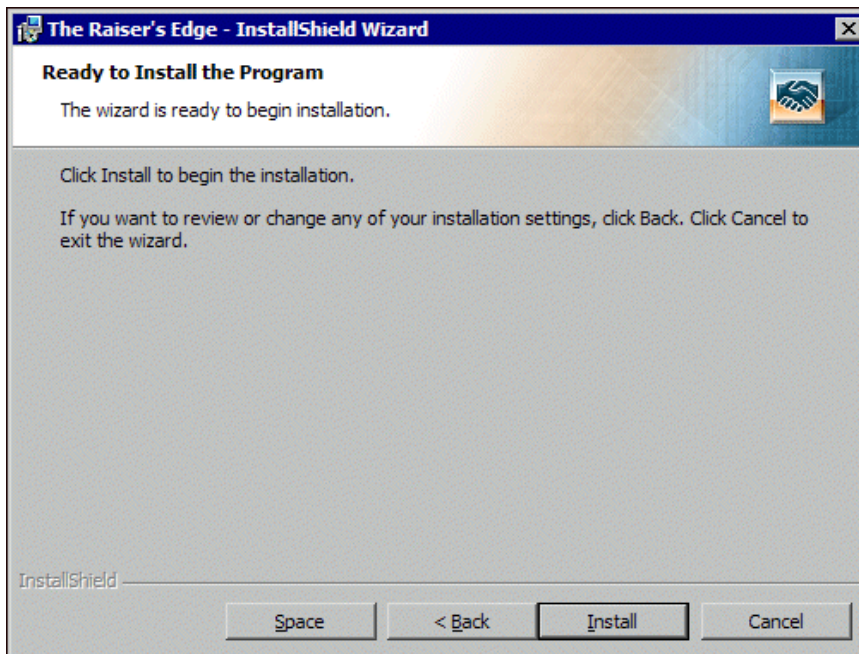 The Raiser's Edge - InstallShield Wizard
Ready to Install the Program
The wizard is ready to begin installation.
Click Install to begin the installation.
If you want to review or change any of your installation settings, click Back. Click Cancel to
exit the wizard.
InstallShield
Space
< Back
Install
Cancel